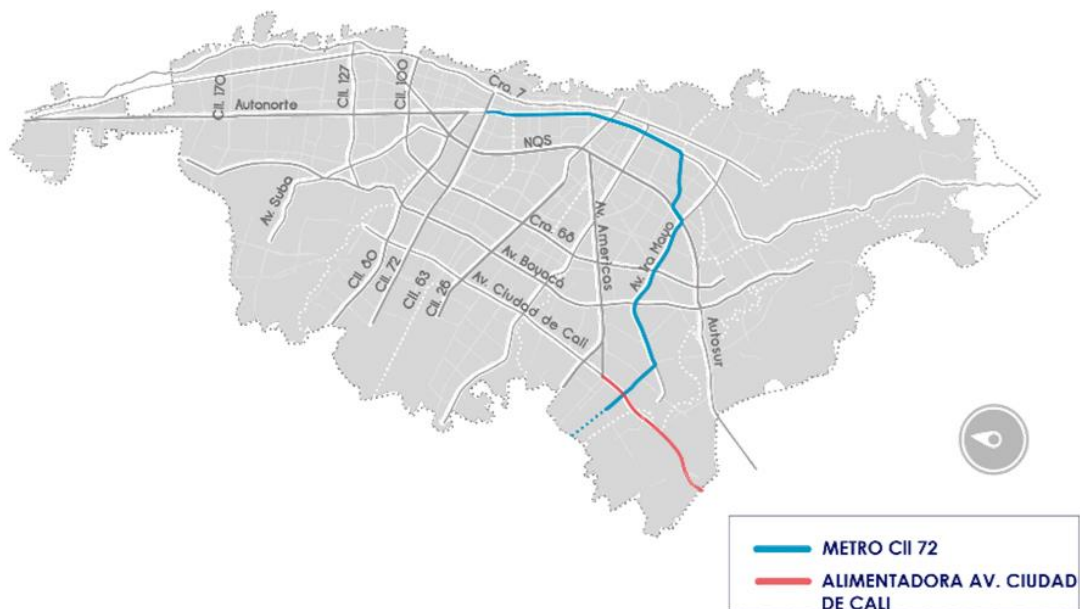 Cll. 170
Autonorte
Cll. 127
Cll. 100
Cra. 7
NQS
Av. Suba
Cll. 80
Cll. 72
Cll. 63
Cll. 26
Cra. 68
Av. Boyacá
Av. Ciudad de Cali
Av. Americas
Av. 1ra Mayo
Autosur
METRO Cll 72
ALIMENTADORA AV. CIUDAD
DE CALI